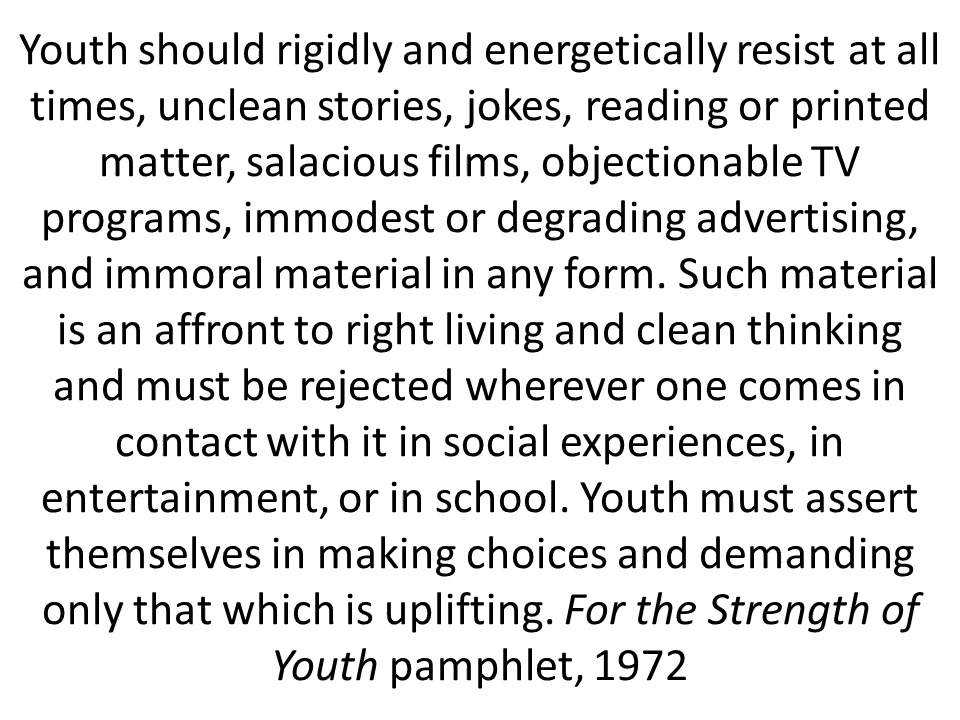 Youth should rigidly and energetically resist at all
times, unclean stories, jokes, reading or printed
matter, salacious films, objectionable TV
programs, immodest or degrading advertising,
and immoral material in any form. Such material
is an affront to right living and clean thinking
and must be rejected wherever one comes in
contact with it in social experiences, in
entertainment, or in school. Youth must assert
themselves in making choices and demanding
only that which is uplifting. For the Strength of
Youth pamphlet, 1972